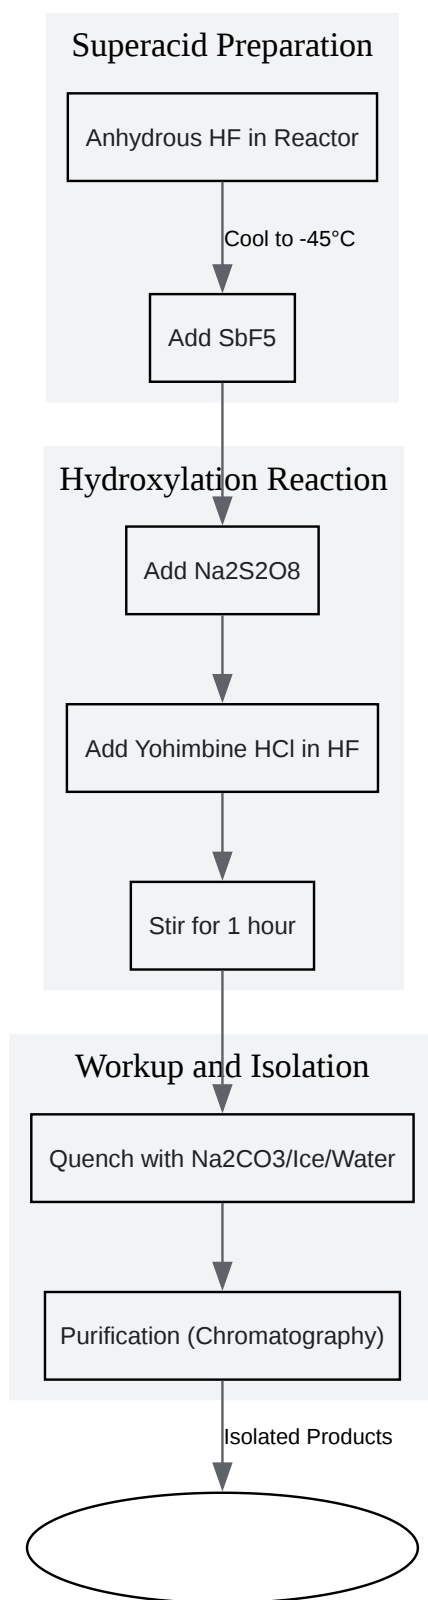 Superacid Preparation
Anhydrous HF in Reactor
Cool to -45°C
Add SbF5
Hydroxylation Reaction
Add Na2S2O8
Add Yohimbine HCl in HF
Stir for 1 hour
Workup and Isolation
Quench with Na2CO3/Ice/Water
Purification (Chromatography)
Isolated Products